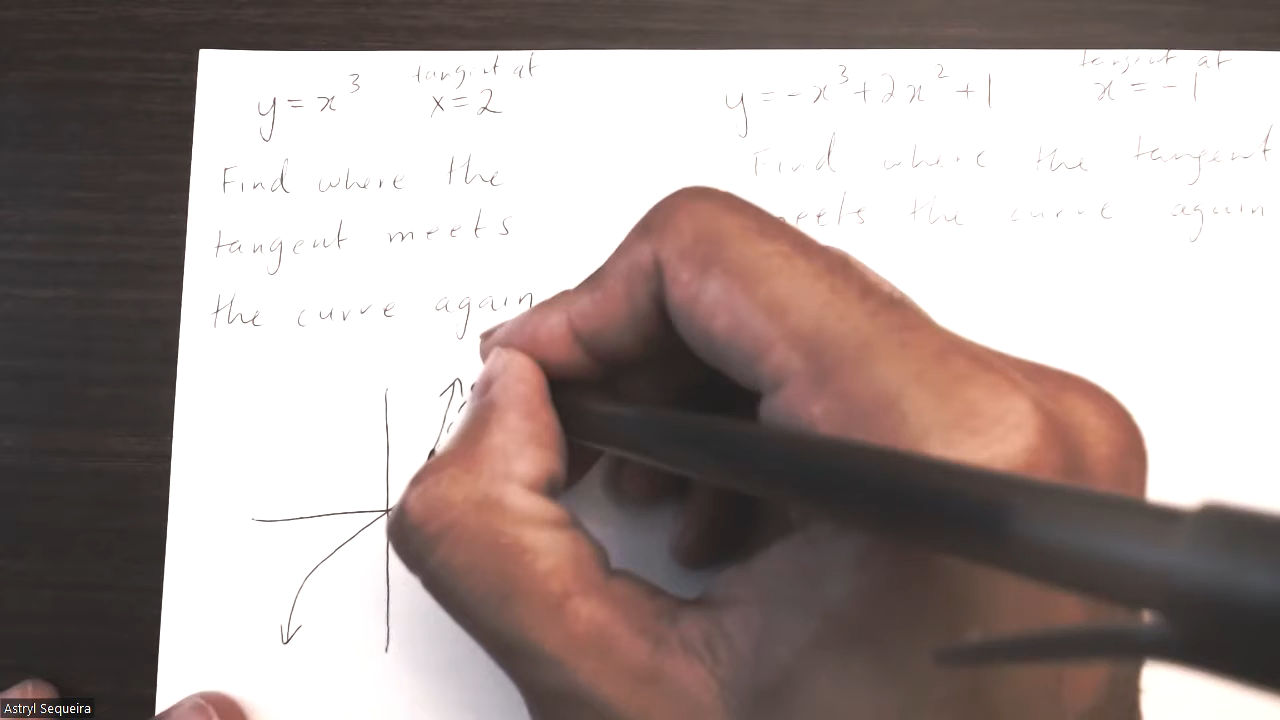 y = x³ tangent at x = 2
Find where the
tangent meets
the curve again
y = -x³ + 2x² + 1 tangent at x = -1
Find where the tangent
meets the curve again
Astryl Sequeira